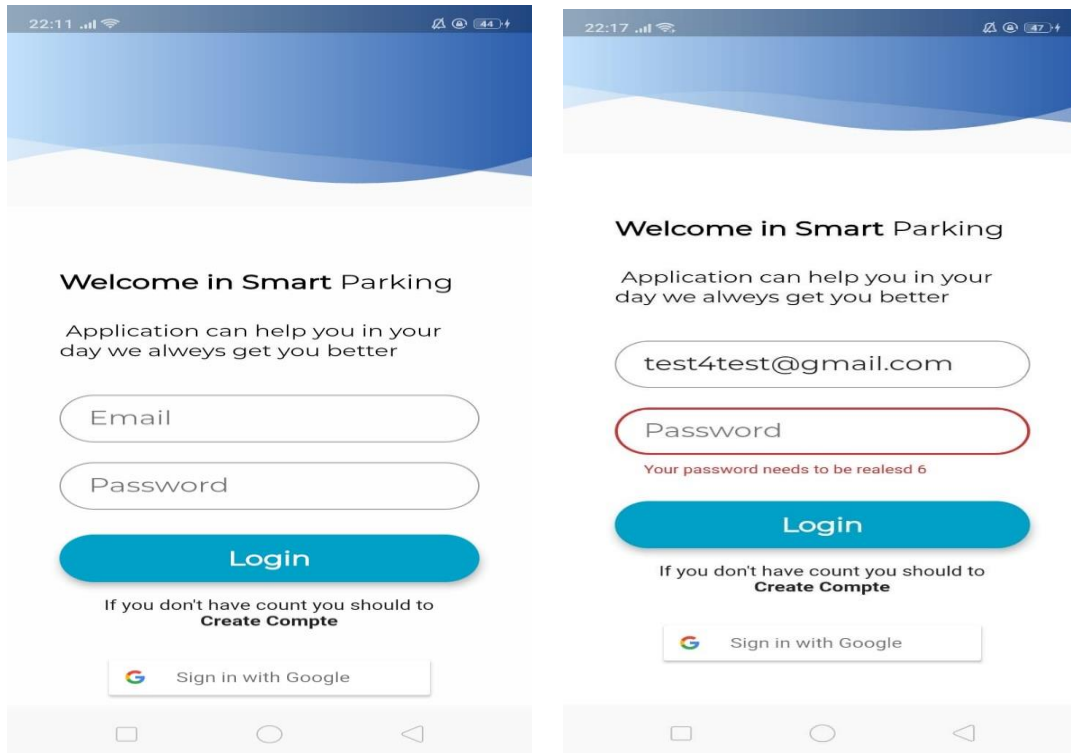 22:11
44
Welcome in Smart Parking
Application can help you in your
day we alweys get you better
Email
Password
Login
If you don't have count you should to
Create Compte
Sign in with Google
22:17
47
Welcome in Smart Parking
Application can help you in your
day we alweys get you better
test4test@gmail.com
Password
Your password needs to be realesd 6
Login
If you don't have count you should to
Create Compte
Sign in with Google